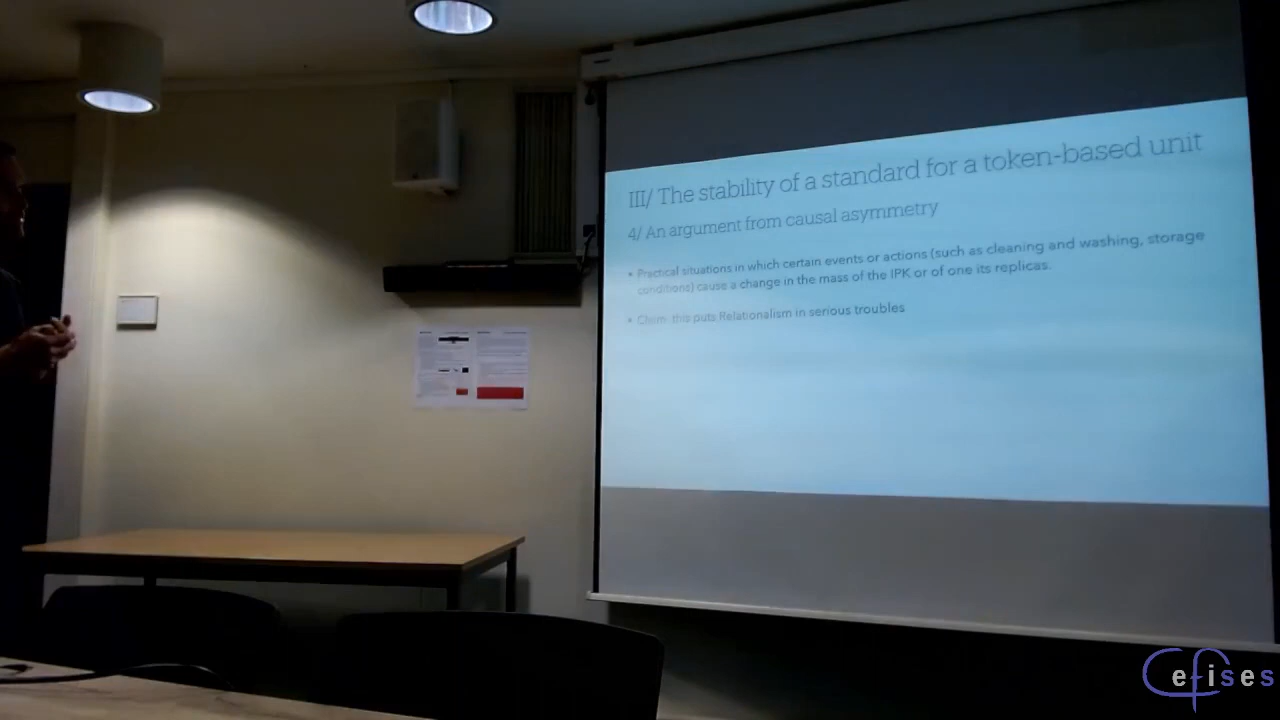 III/ The stability of a standard for a token-based unit
4/ An argument from causal asymmetry
• Practical situations in which certain events or actions (such as cleaning and washing, storage
conditions) cause a change in the mass of the IPK or of one its replicas.
• Claim: this puts Relationalism in serious troubles
Cefises